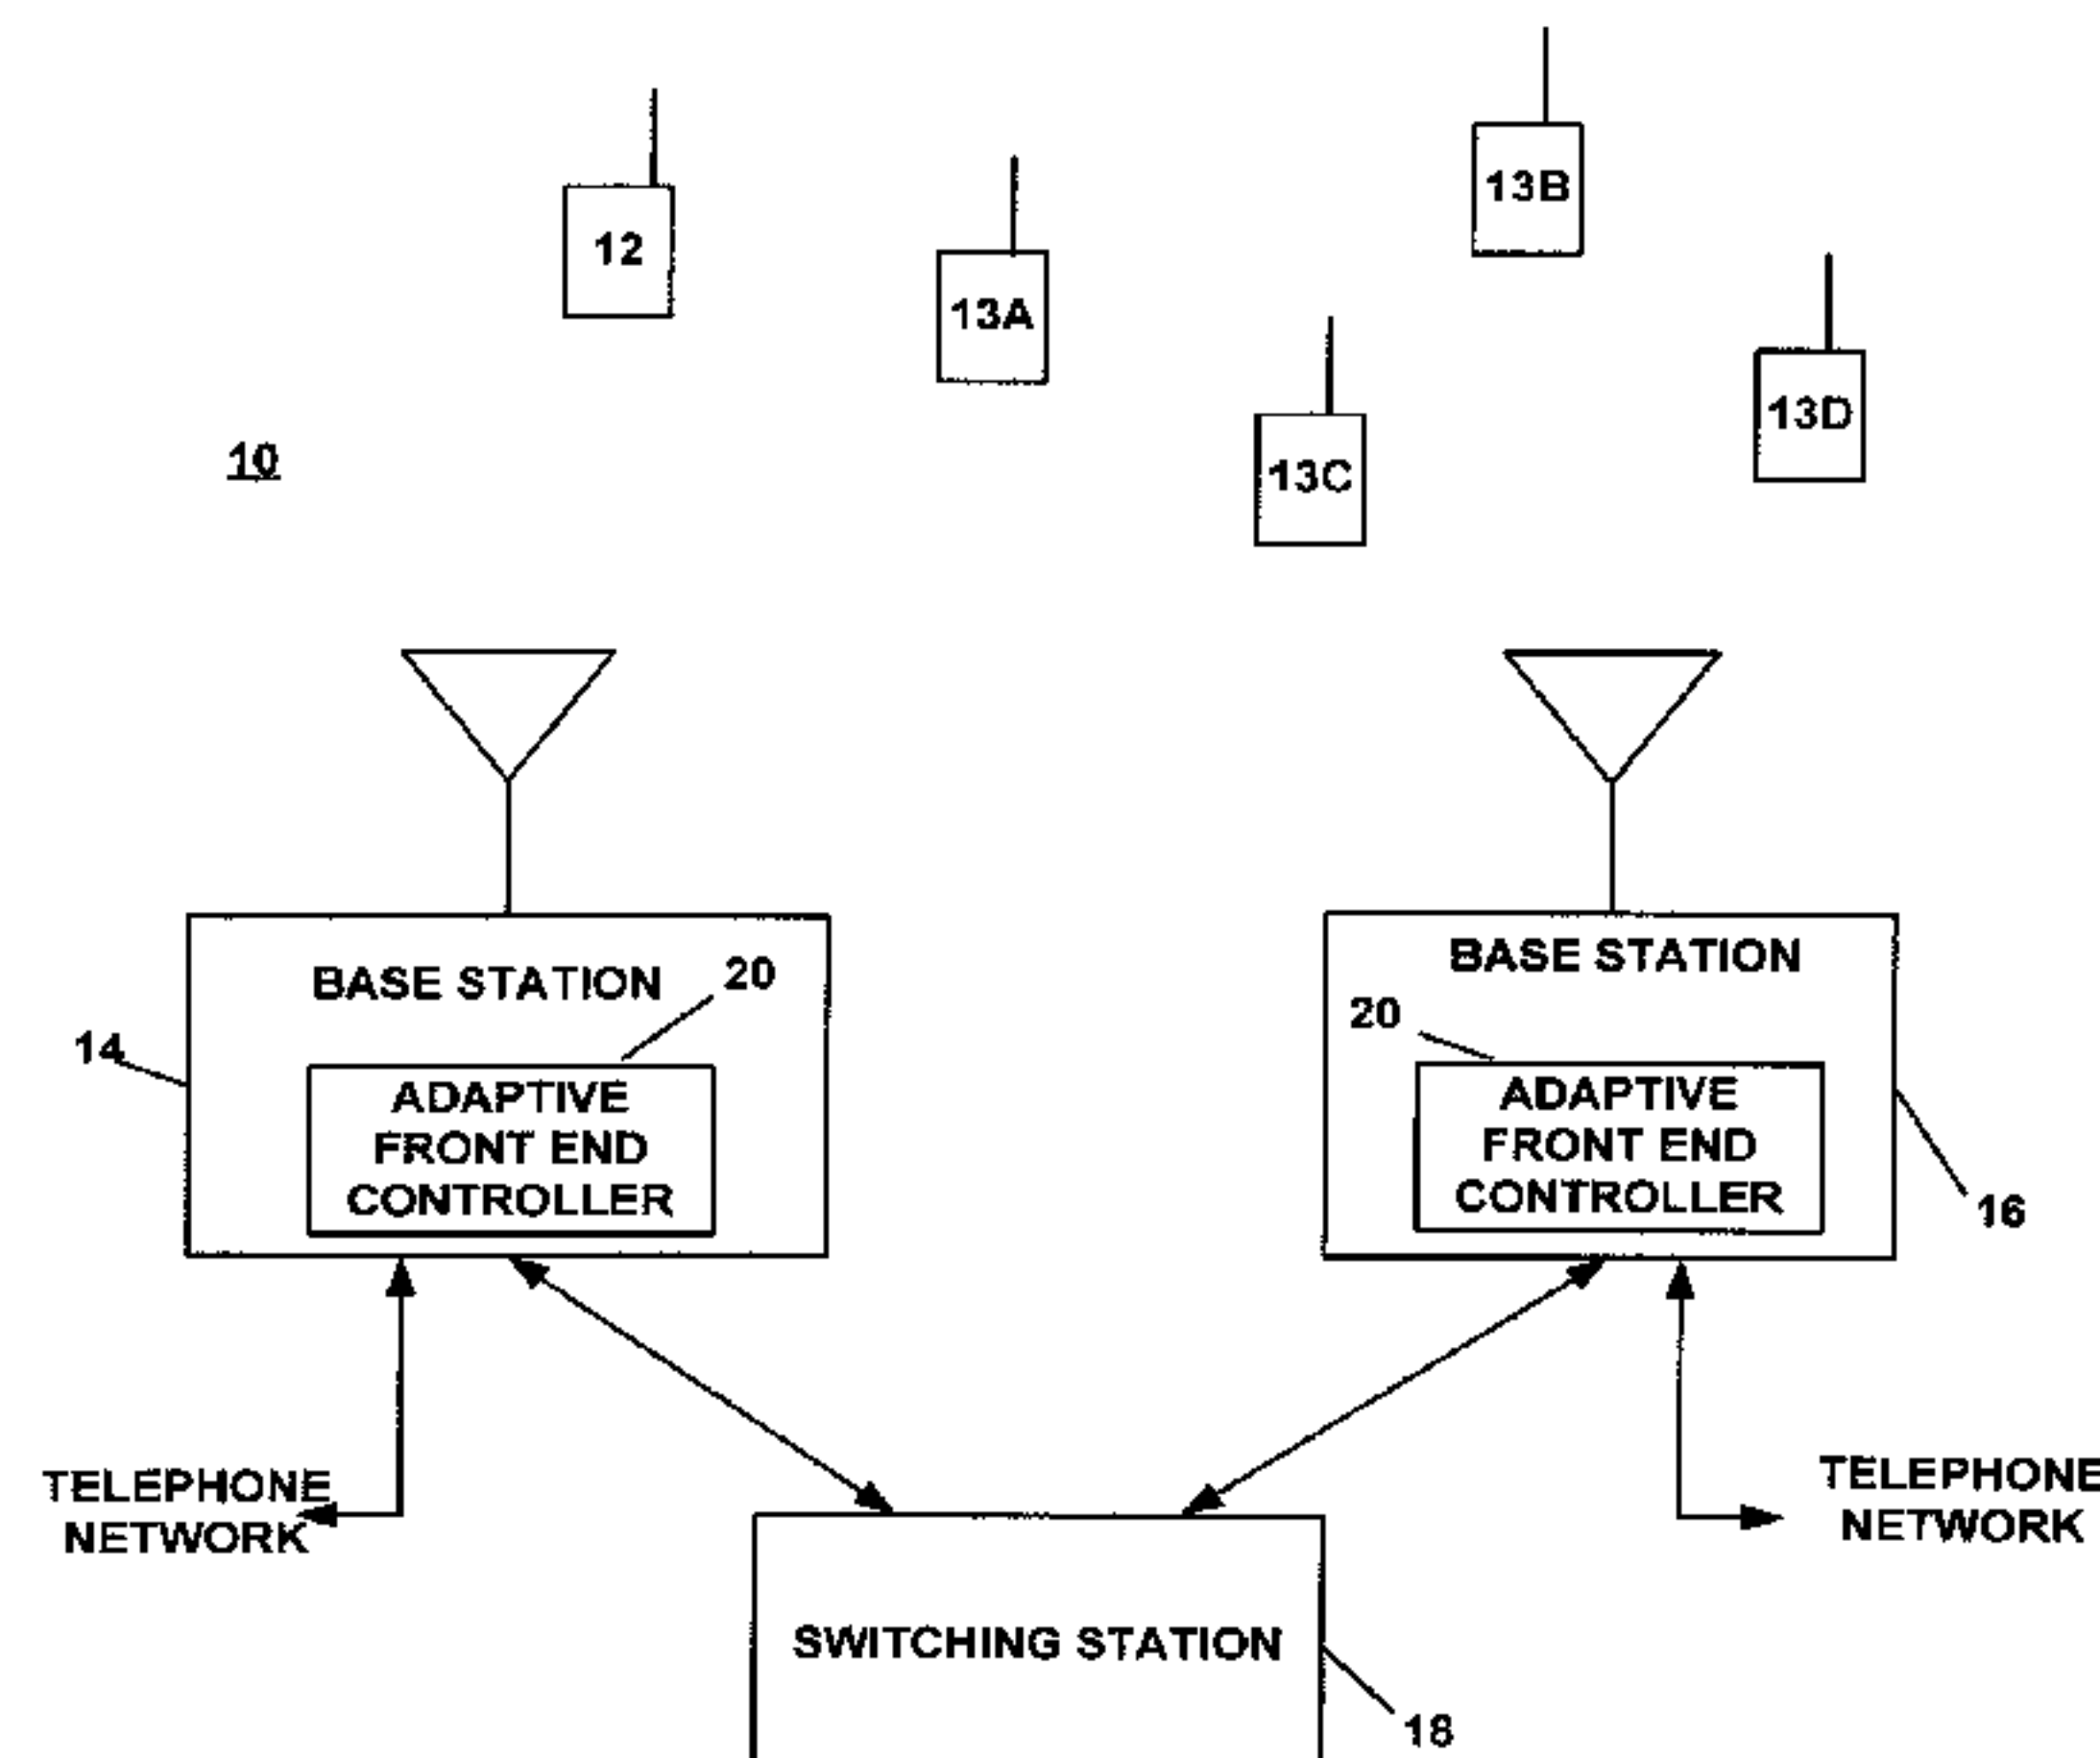 13B
12
13A
13D
10
13C
BASE STATION
20
BASE STATION
20
14
ADAPTIVE
FRONT END
CONTROLLER
ADAPTIVE
FRONT END
CONTROLLER
16
TELEPHONE
NETWORK
TELEPHONE
NETWORK
SWITCHING STATION
18